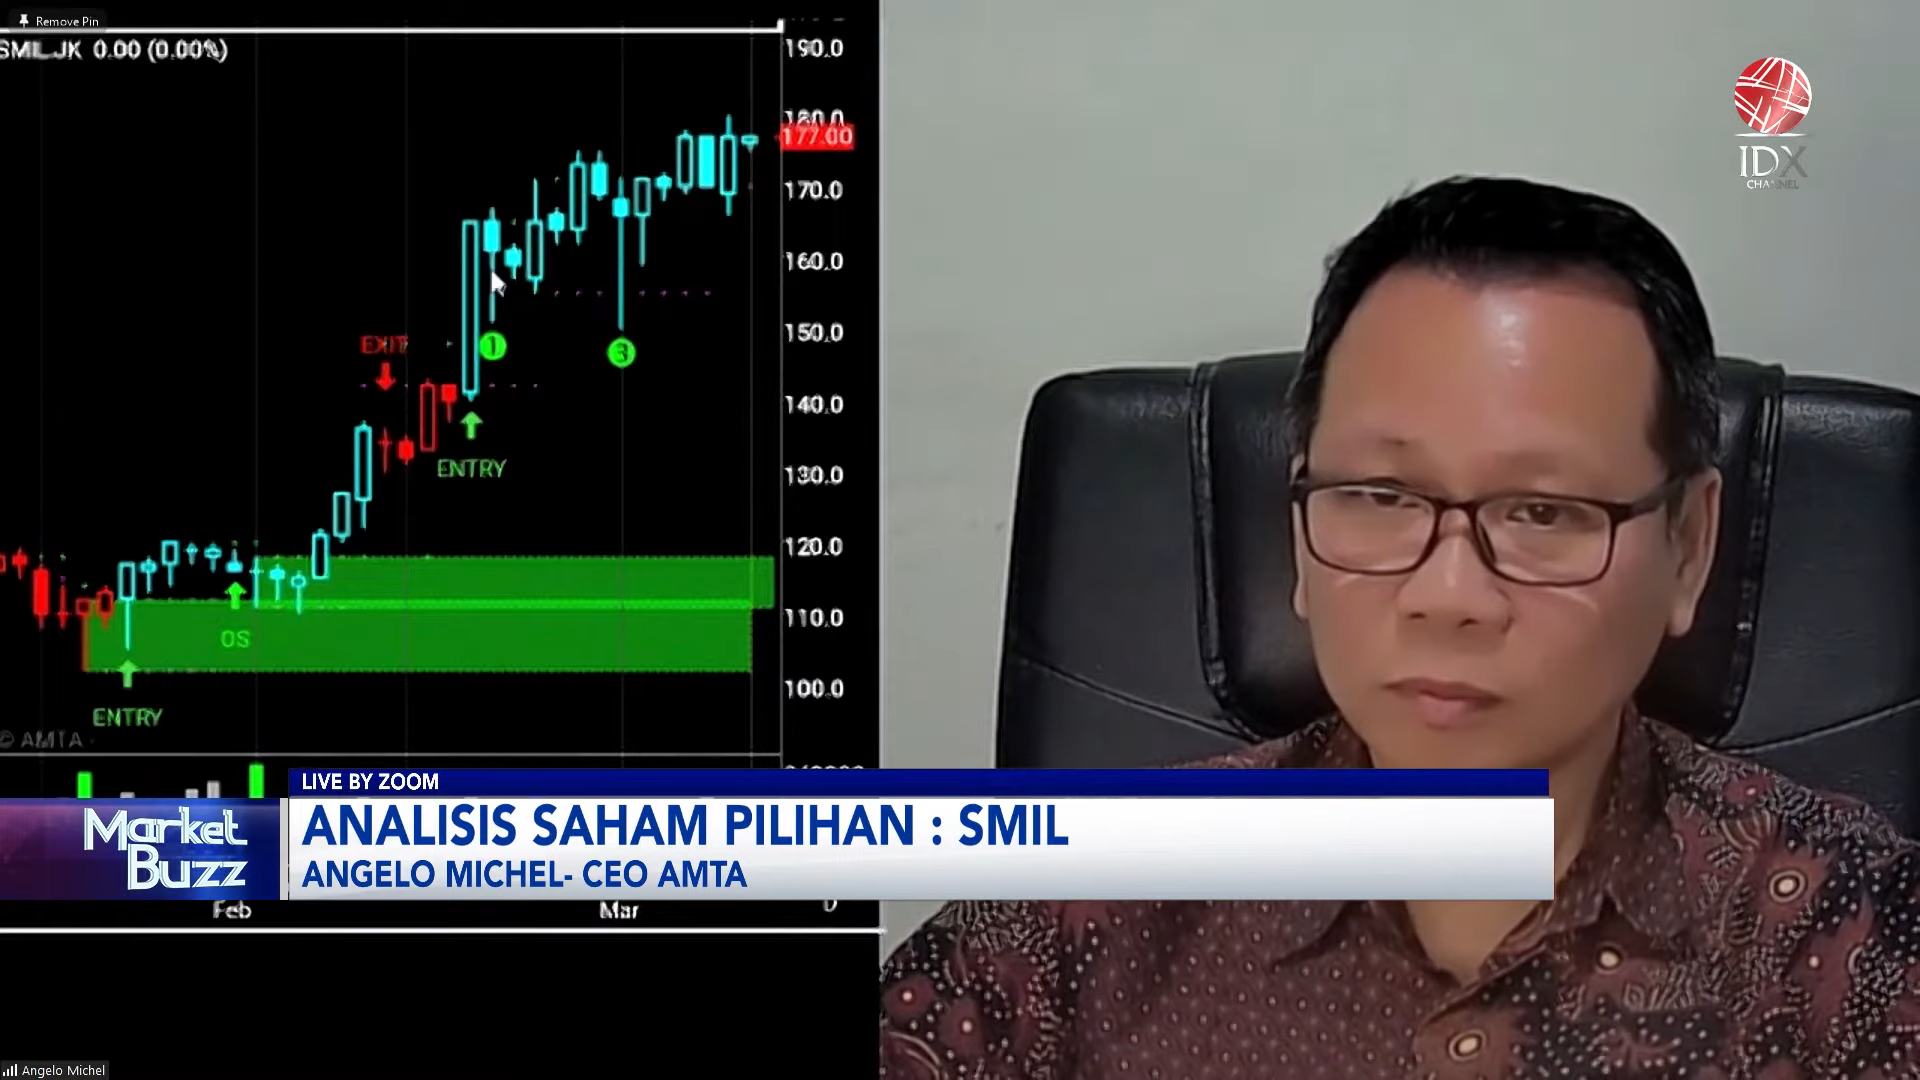 Remove Pin
SMIL.JK 0.00 (0.00%)
190.0
180.0
177.00
170.0
160.0
150.0
140.0
130.0
120.0
110.0
100.0
EXIT
1
3
ENTRY
OS
ENTRY
© AMTA
IDX
CHANNEL
LIVE BY ZOOM
Market
Buzz
ANALISIS SAHAM PILIHAN : SMIL
ANGELO MICHEL- CEO AMTA
Feb
Mar
Angelo Michel